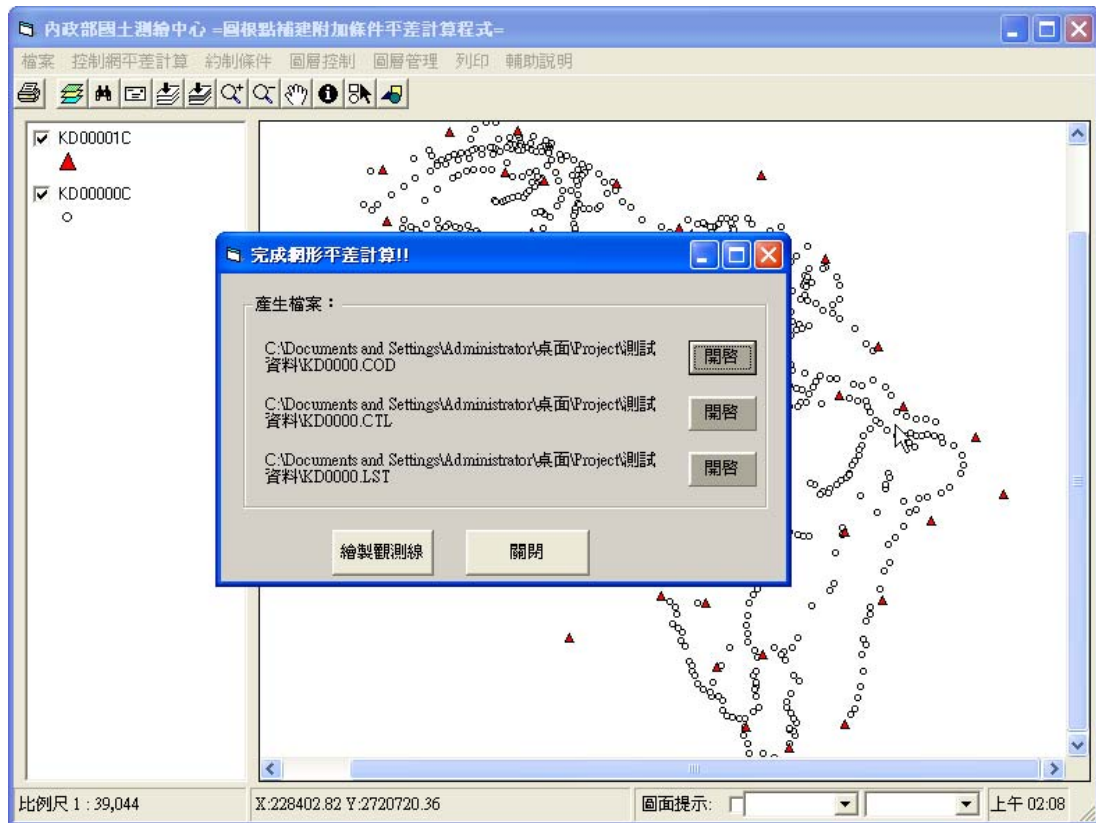 內政部國土測繪中心 =圖根點補建附加條件平差計算程式=
檔案 控制網平差計算 約制條件 圖層控制 圖層管理 列印 輔助說明
KD00001C
KD00000C
完成網形平差計算!!
產生檔案：
C:\Documents and Settings\Administrator\桌面\Project\測試
資料\KD0000.COD
開啓
C:\Documents and Settings\Administrator\桌面\Project\測試
資料\KD0000.CTL
開啓
C:\Documents and Settings\Administrator\桌面\Project\測試
資料\KD0000.LST
開啓
繪製觀測線
關閉
比例尺 1 : 39,044
X:228402.82 Y:2720720.36
圖面提示:
上午 02:08